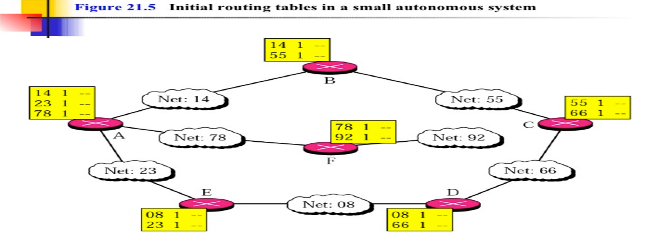 Figure 21.5 Initial routing tables in a small autonomous system
14 1 --
55 1 --
B
14 1 --
23 1 --
78 1 --
A
Net: 14
Net: 55
55 1 --
66 1 --
C
Net: 78
78 1 --
92 1 --
F
Net: 92
Net: 23
Net: 66
E
08 1 --
23 1 --
Net: 08
D
08 1 --
66 1 --